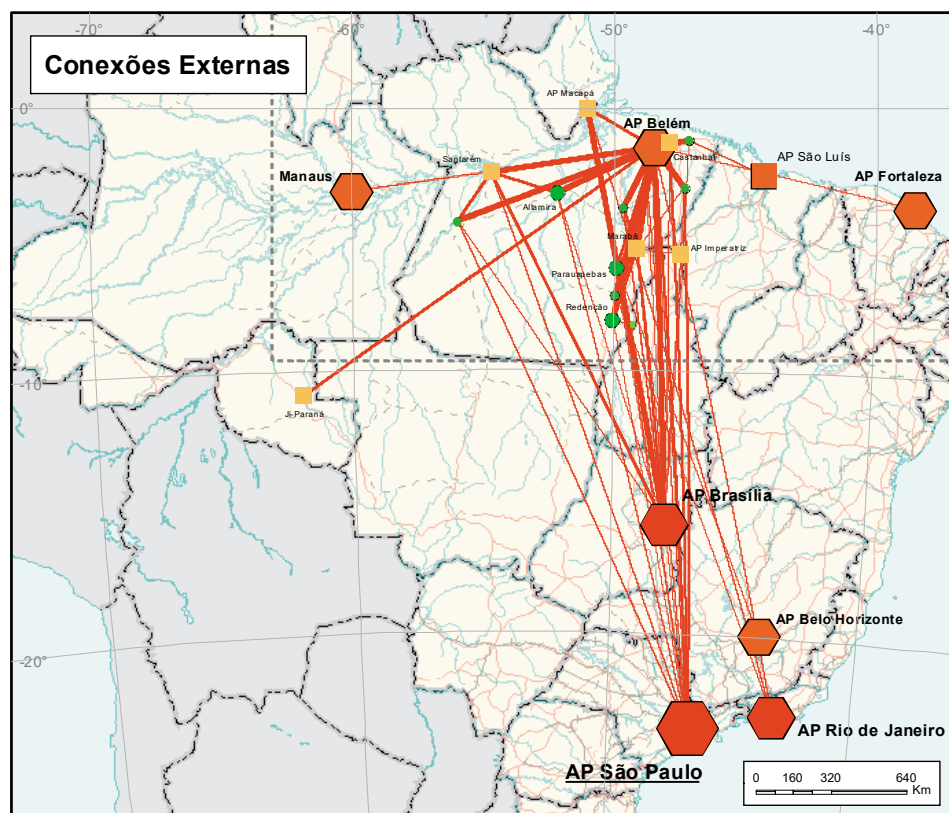 -70°
-60°
-50°
-40°
Conexões Externas
AP Macapá
0°
AP Belém
Castanhal
Santarém
AP São Luís
Manaus
AP Fortaleza
Altamira
Marabá
AP Imperatriz
Parauapebas
Redenção
-10°
Ji-Paraná
AP Brasília
AP Belo Horizonte
-20°
AP Rio de Janeiro
AP São Paulo
0 160 320 640
Km